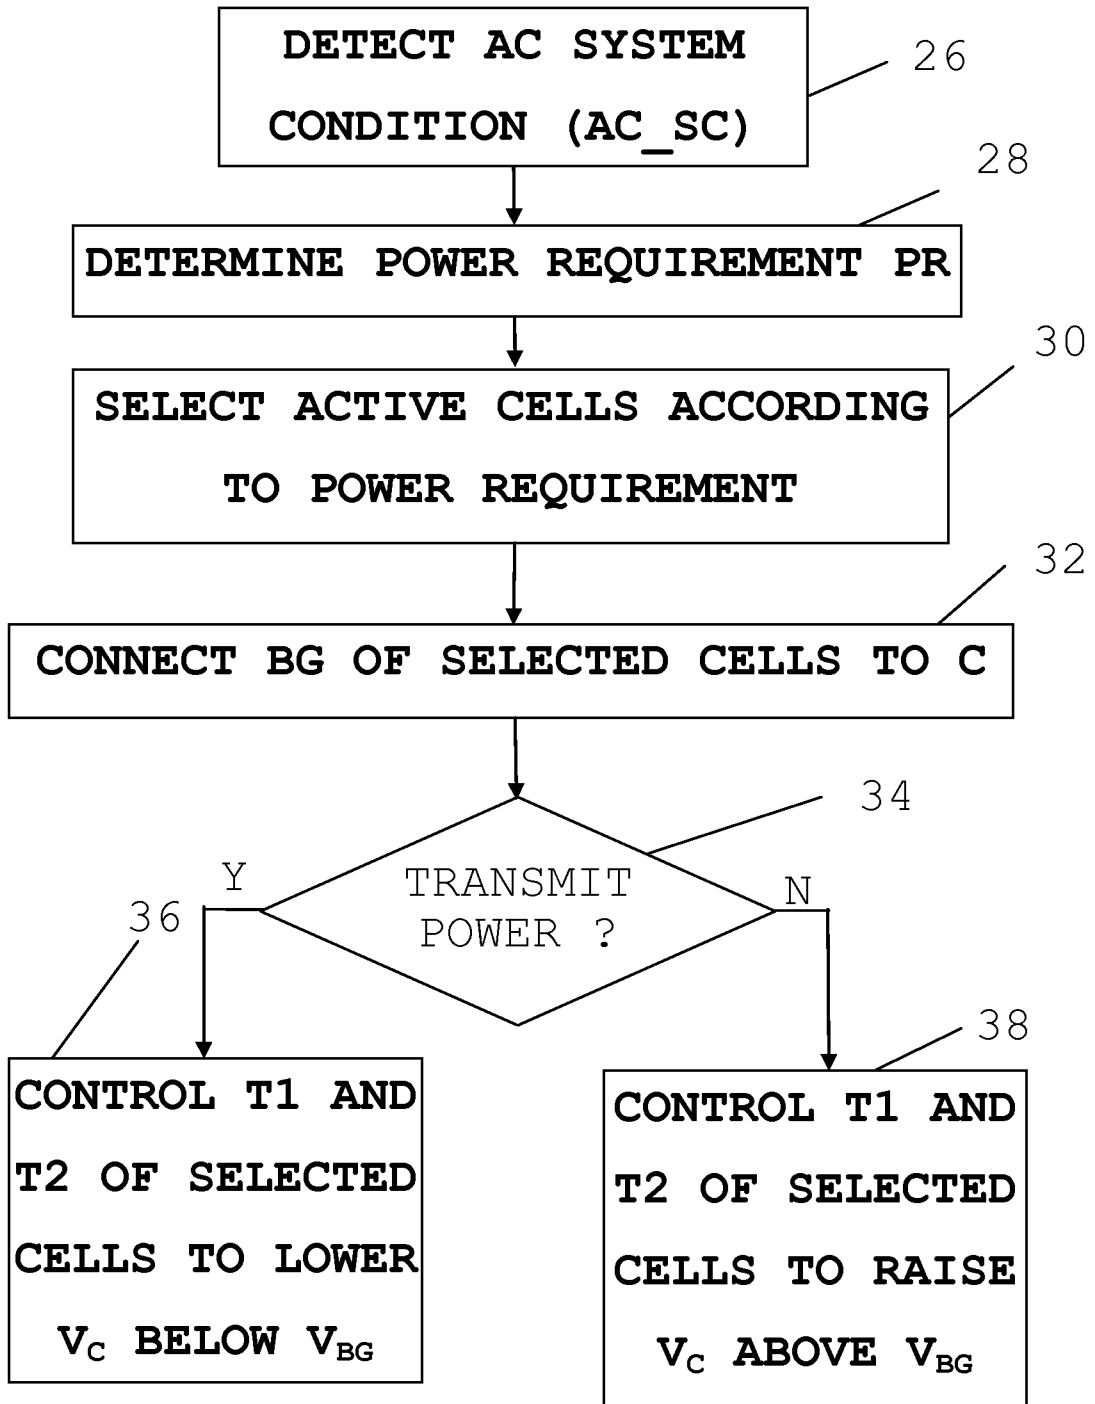 DETECT AC SYSTEM
CONDITION (AC_SC)
26
28
DETERMINE POWER REQUIREMENT PR
30
SELECT ACTIVE CELLS ACCORDING
TO POWER REQUIREMENT
32
CONNECT BG OF SELECTED CELLS TO C
34
TRANSMIT
POWER ?
Y
N
36
CONTROL T1 AND
T2 OF SELECTED
CELLS TO LOWER
VC BELOW VBG
38
CONTROL T1 AND
T2 OF SELECTED
CELLS TO RAISE
VC ABOVE VBG